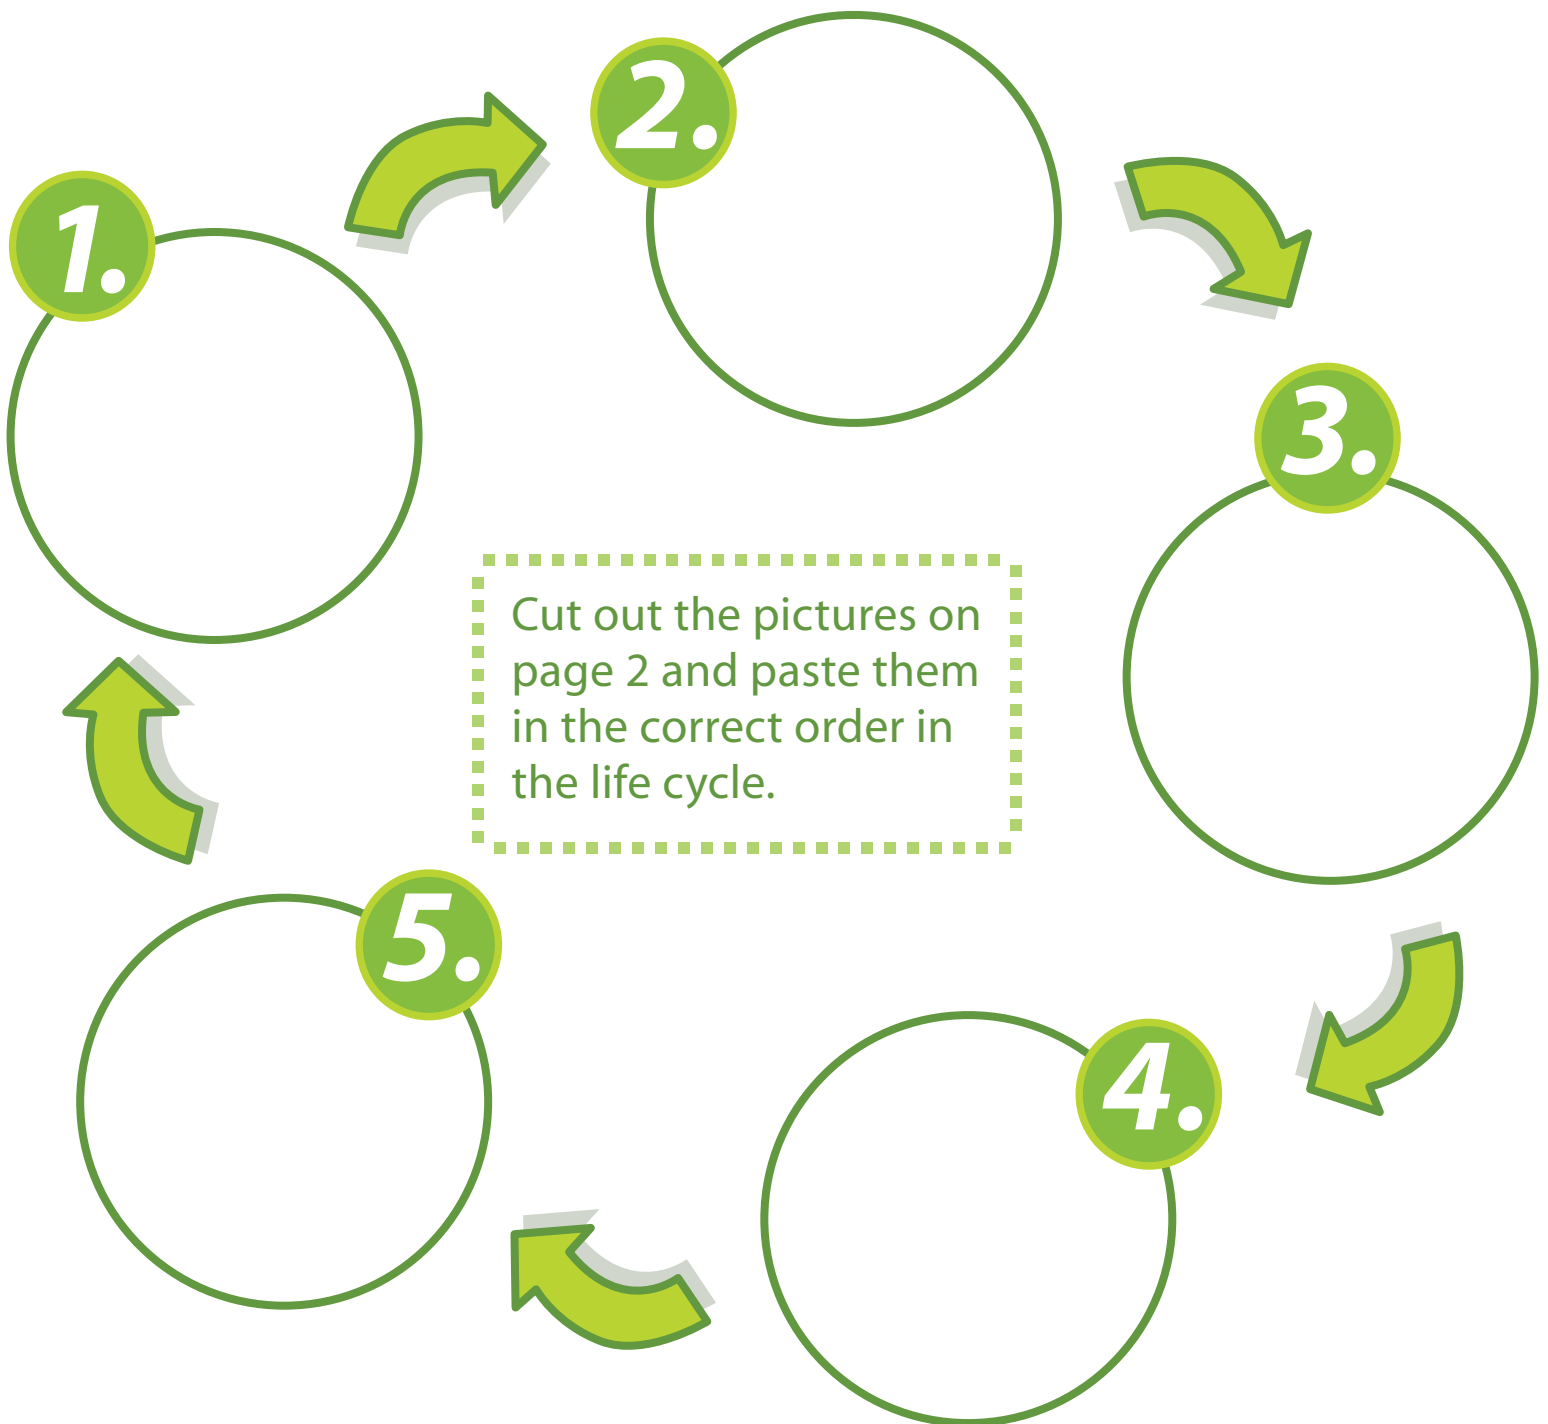 1.
2.
3.
Cut out the pictures on
page 2 and paste them
in the correct order in
the life cycle.
5.
4.